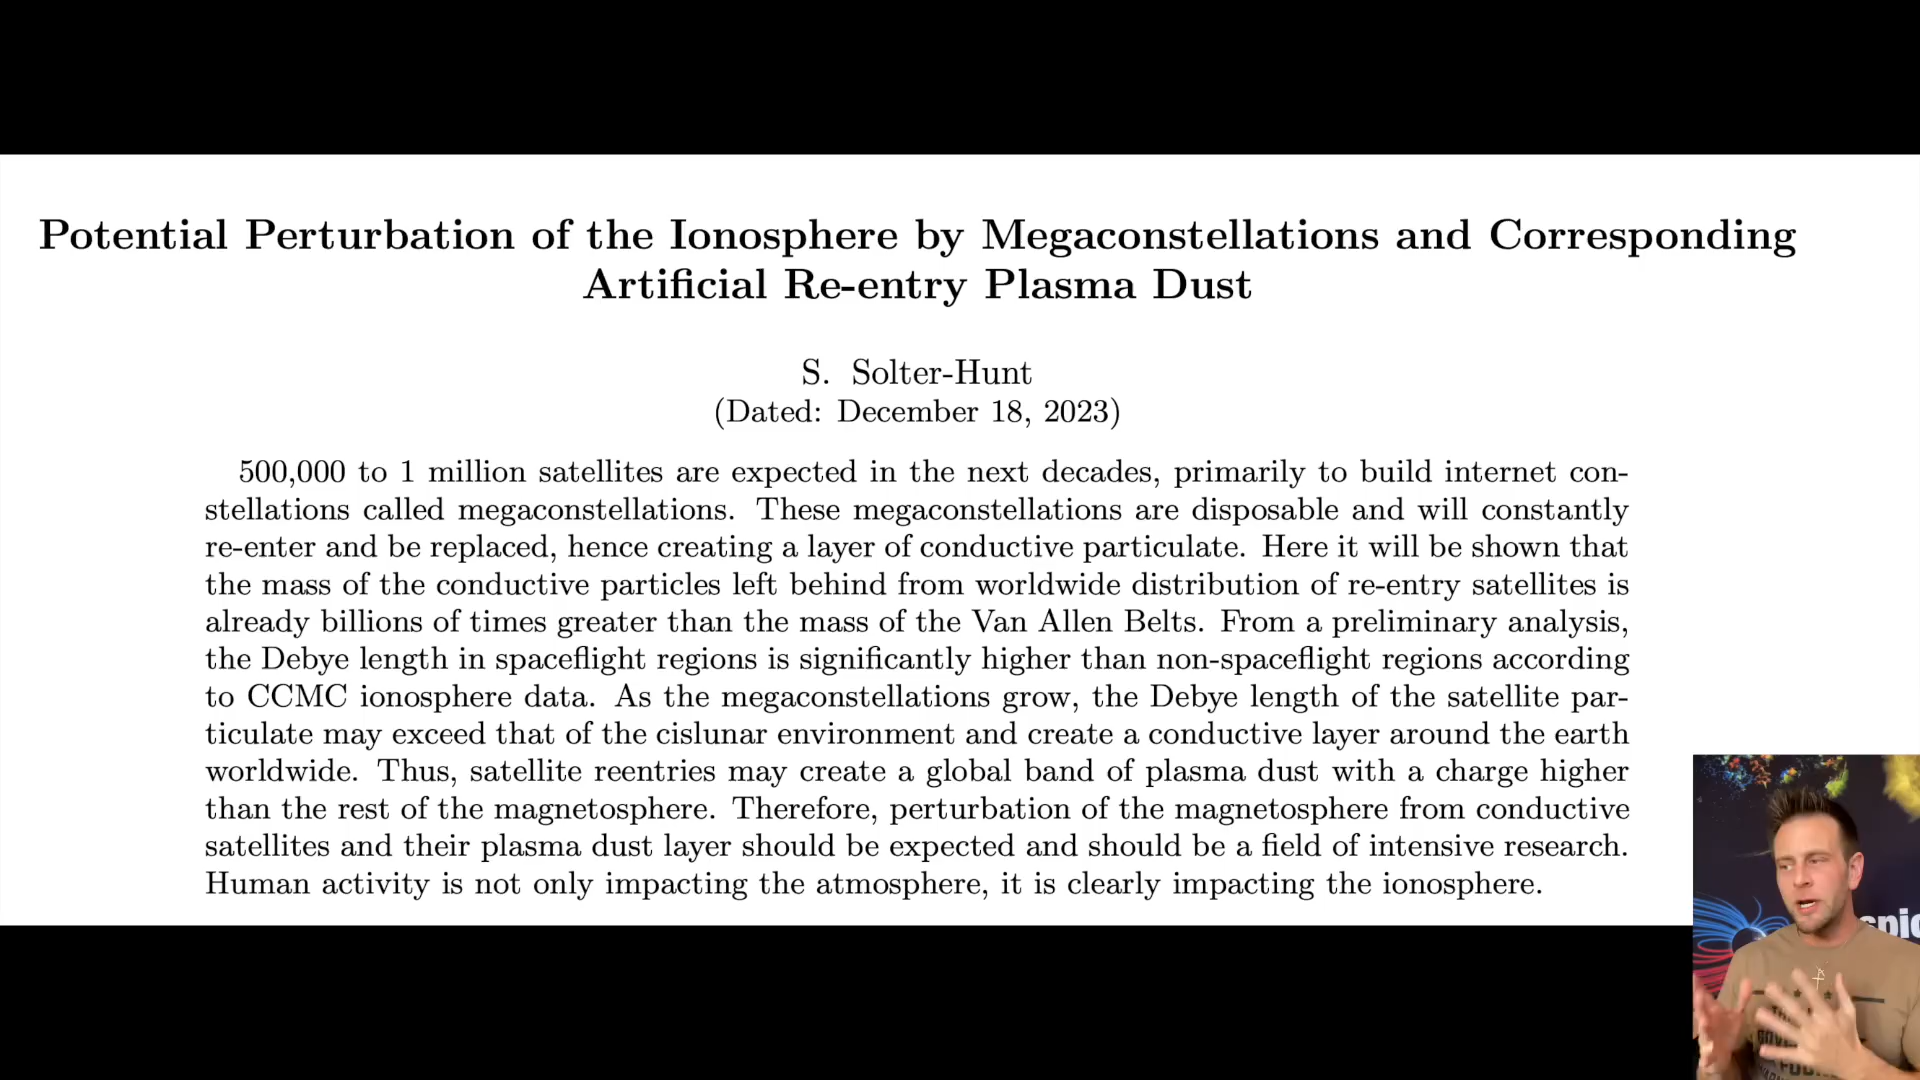 Potential Perturbation of the Ionosphere by Megaconstellations and Corresponding
Artificial Re-entry Plasma Dust
S. Solter-Hunt
(Dated: December 18, 2023)
500,000 to 1 million satellites are expected in the next decades, primarily to build internet con-
stellations called megaconstellations. These megaconstellations are disposable and will constantly
re-enter and be replaced, hence creating a layer of conductive particulate. Here it will be shown that
the mass of the conductive particles left behind from worldwide distribution of re-entry satellites is
already billions of times greater than the mass of the Van Allen Belts. From a preliminary analysis,
the Debye length in spaceflight regions is significantly higher than non-spaceflight regions according
to CCMC ionosphere data. As the megaconstellations grow, the Debye length of the satellite par-
ticulate may exceed that of the cislunar environment and create a conductive layer around the earth
worldwide. Thus, satellite reentries may create a global band of plasma dust with a charge higher
than the rest of the magnetosphere. Therefore, perturbation of the magnetosphere from conductive
satellites and their plasma dust layer should be expected and should be a field of intensive research.
Human activity is not only impacting the atmosphere, it is clearly impacting the ionosphere.